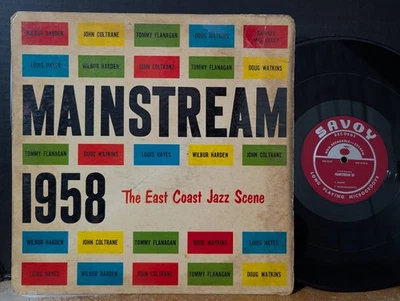 WILBUR HARDEN JOHN COLTRANE TOMMY FLANAGAN DOUG WATKINS
LOUIS HAYES WILBUR HARDEN JOHN COLTRANE TOMMY FLANAGAN DOUG WATKINS
MAINSTREAM
TOMMY FLANAGAN DOUG WATKINS LOUIS HAYES WILBUR HARDEN JOHN COLTRANE
1958 The East Coast Jazz Scene
WILBUR HARDEN JOHN COLTRANE TOMMY FLANAGAN DOUG WATKINS LOUIS HAYES
LOUIS HAYES WILBUR HARDEN JOHN COLTRANE TOMMY FLANAGAN DOUG WATKINS
SAVOY
RECORDS
LONG PLAYING MICROGROOVE